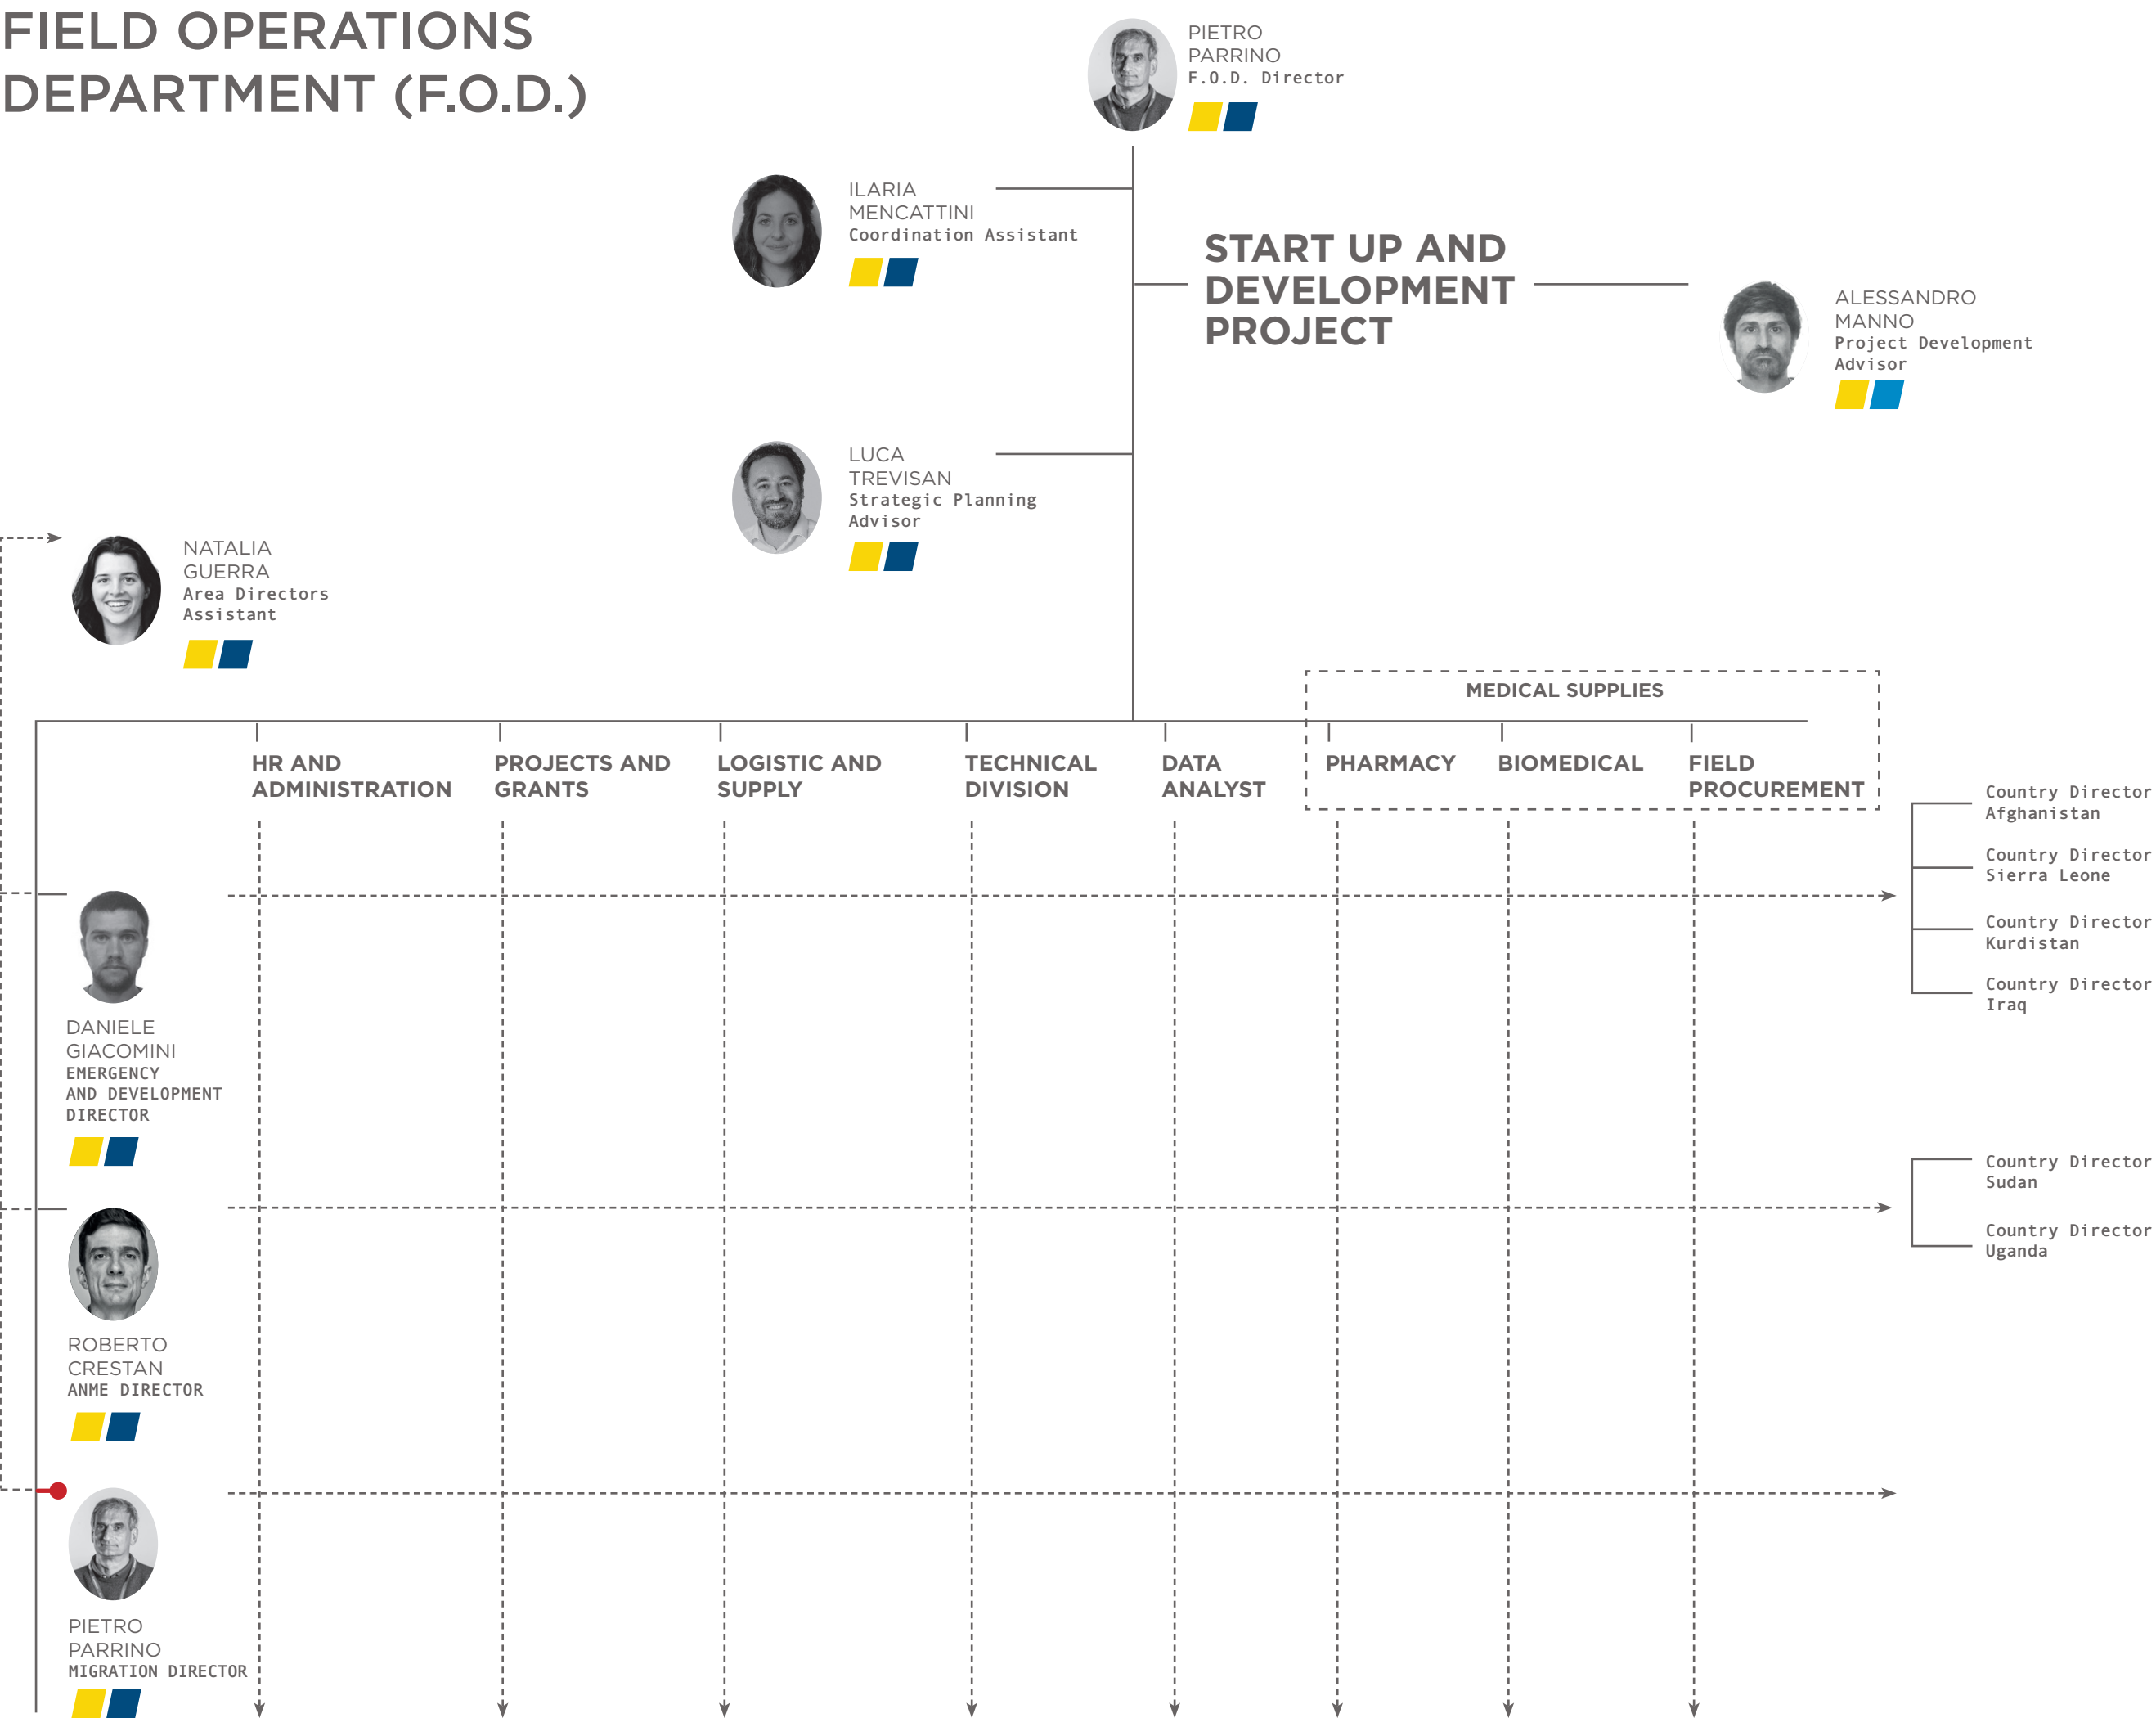 FIELD OPERATIONS
DEPARTMENT (F.O.D.)
PIETRO
PARRINO
F.O.D. Director
ILARIA
MENCATTINI
Coordination Assistant
START UP AND
DEVELOPMENT
PROJECT
ALESSANDRO
MANNO
Project Development
Advisor
LUCA
TREVISAN
Strategic Planning
Advisor
NATALIA
GUERRA
Area Directors
Assistant
MEDICAL SUPPLIES
HR AND
ADMINISTRATION
PROJECTS AND
GRANTS
LOGISTIC AND
SUPPLY
TECHNICAL
DIVISION
DATA
ANALYST
PHARMACY
BIOMEDICAL
FIELD
PROCUREMENT
Country Director
Afghanistan
Country Director
Sierra Leone
Country Director
Kurdistan
Country Director
Iraq
DANIELE
GIACOMINI
EMERGENCY
AND DEVELOPMENT
DIRECTOR
Country Director
Sudan
Country Director
Uganda
ROBERTO
CRESTAN
ANME DIRECTOR
PIETRO
PARRINO
MIGRATION DIRECTOR